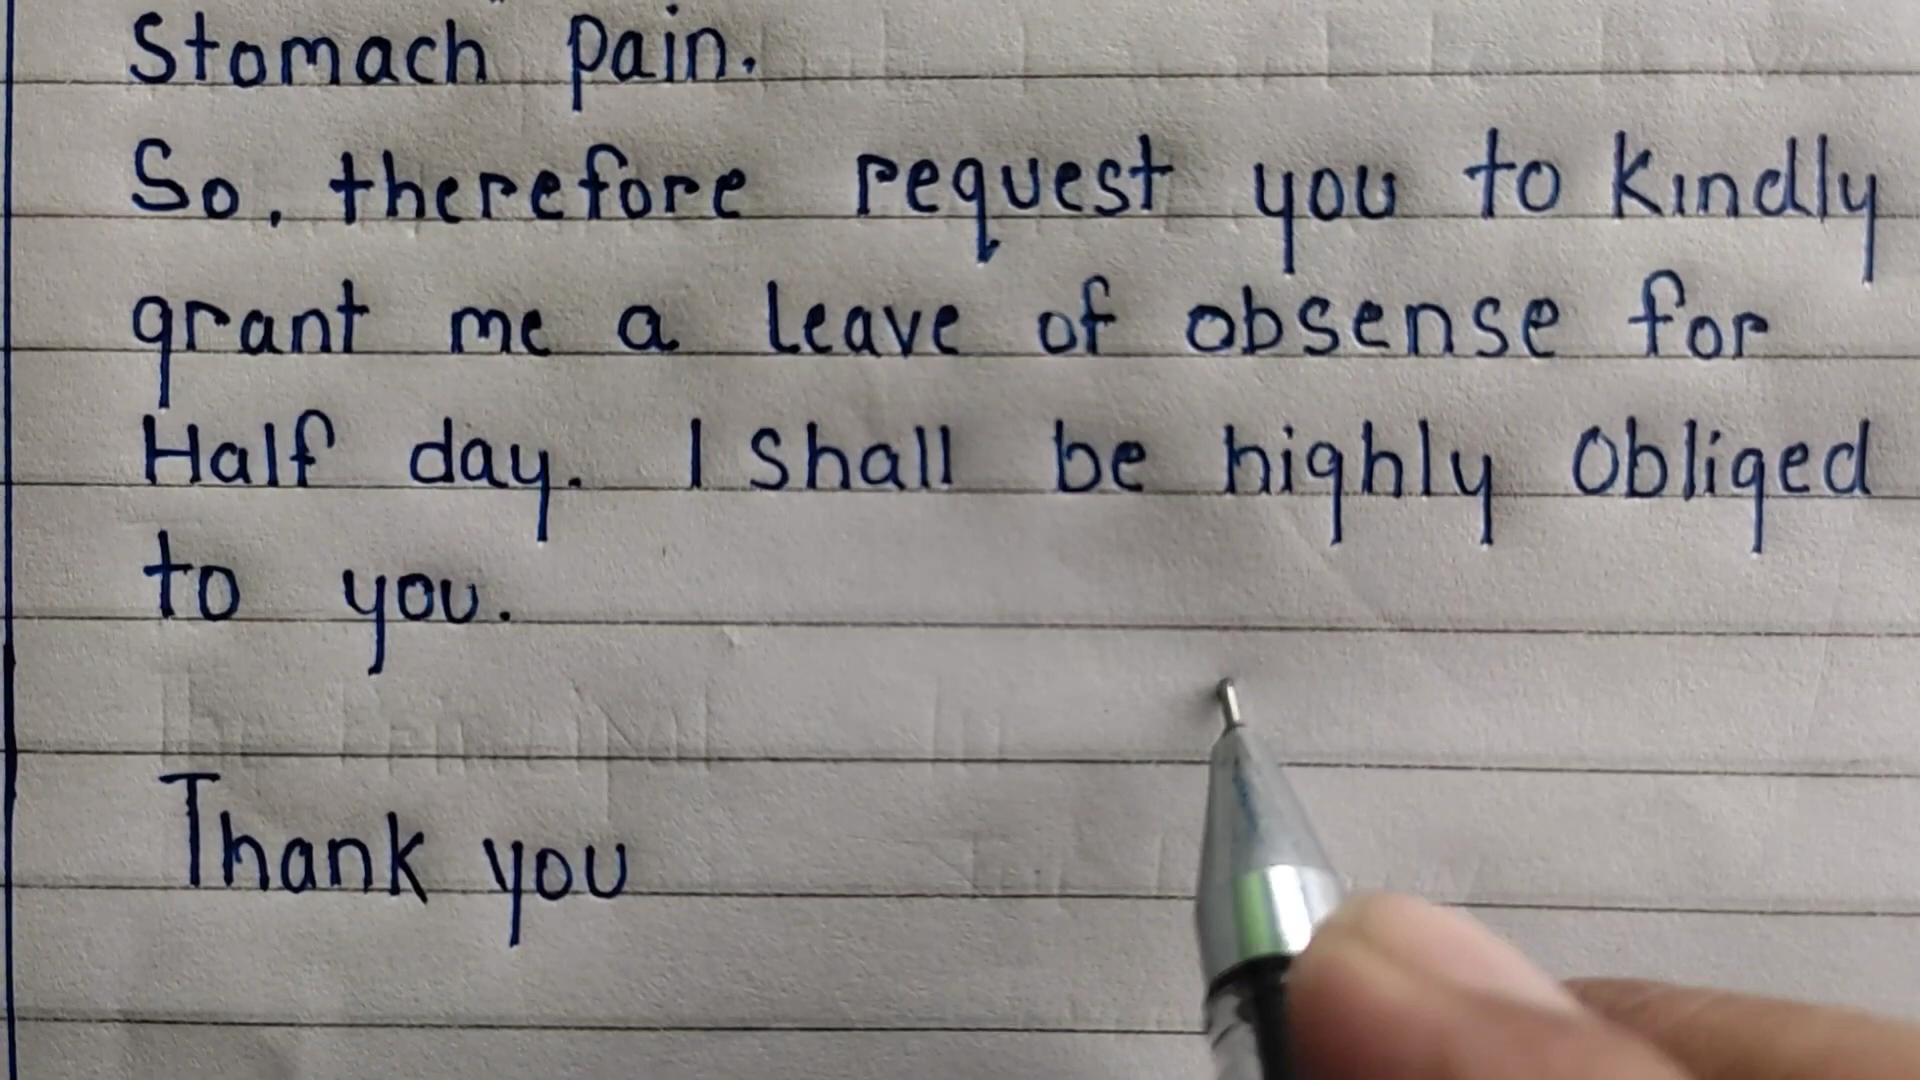 Stomach pain.
So, therefore request you to kindly
grant me a leave of obsense for
Half day. I shall be highly obliged
to you.
Thank you